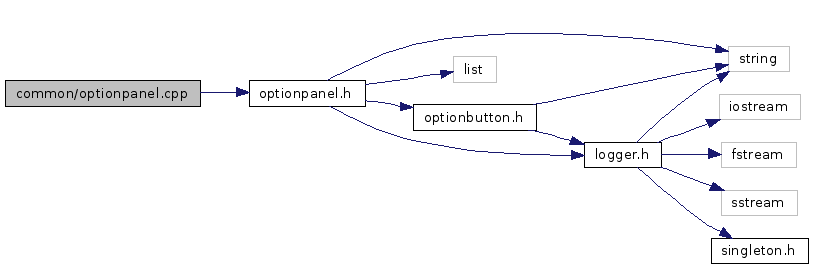 common/optionpanel.cpp
optionpanel.h
list
optionbutton.h
logger.h
string
iostream
fstream
sstream
singleton.h